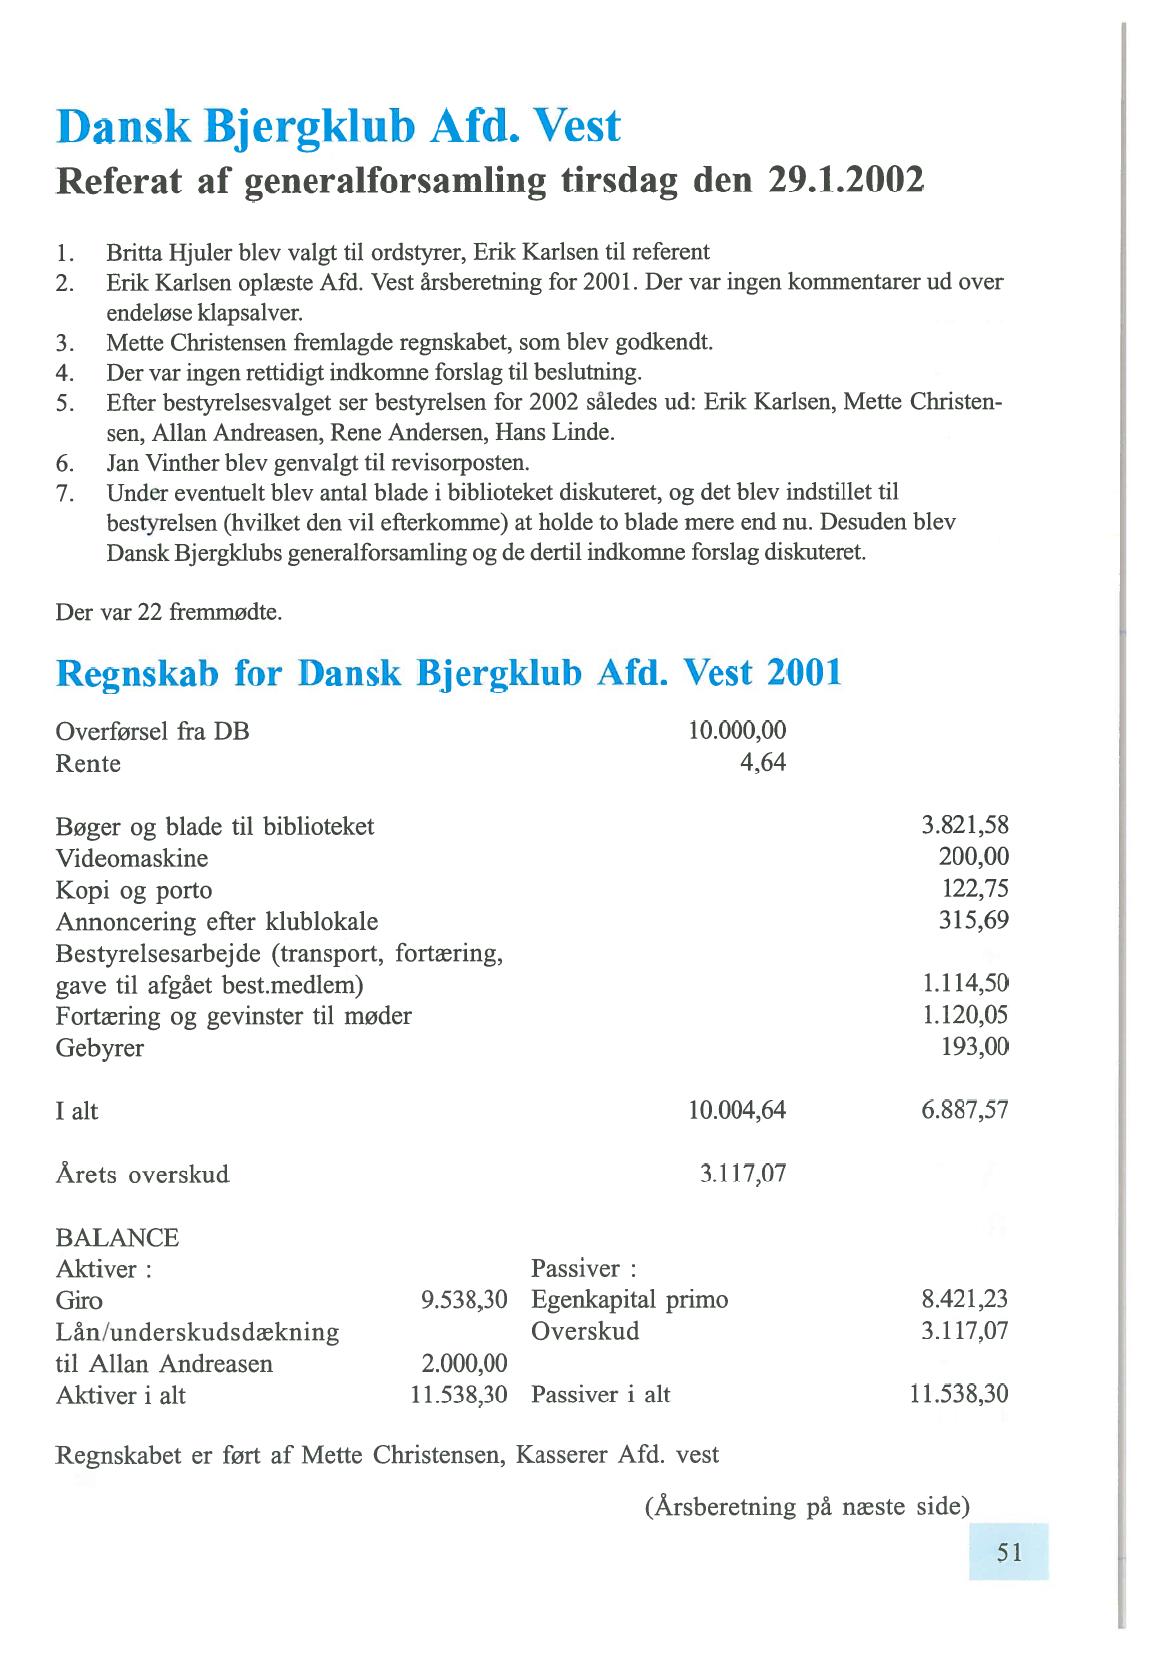 Dansk Bjergklub Afd. Vest
Referat af generalforsamling tirsdag den 29.1.2002
1. Britta Hjuler blev valgt til ordstyrer, Erik Karlsen til referent
2. Erik Karlsen oplæste Afd. Vest årsberetning for 2001. Der var ingen kommentarer ud over
endeløse klapsalver.
3. Mette Christensen fremlagde regnskabet, som blev godkendt.
4. Der var ingen rettidigt indkomne forslag til beslutning.
5. Efter bestyrelsesvalget ser bestyrelsen for 2002 således ud: Erik Karlsen, Mette Christen-
sen, Allan Andreasen, Rene Andersen, Hans Linde.
6. Jan Vinther blev genvalgt til revisorposten.
7. Under eventuelt blev antal blade i biblioteket diskuteret, og det blev indstillet til
bestyrelsen (hvilket den vil efterkomme) at holde to blade mere end nu. Desuden blev
Dansk Bjergklubs generalforsamling og de dertil indkomne forslag diskuteret.
Der var 22 fremmødte.
Regnskab for Dansk Bjergklub Afd. Vest 2001
Overførsel fra DB 10.000,00
Rente 4,64
Bøger og blade til biblioteket 3.821,58
Videomaskine 200,00
Kopi og porto 122,75
Annoncering efter klublokale 315,69
Bestyrelsesarbejde (transport, fortæring,
gave til afgået best.medlem) 1.114,50
Fortæring og gevinster til møder 1.120,05
Gebyrer 193,00
I alt 10.004,64 6.887,57
Årets overskud 3.117,07
BALANCE
Aktiver : Passiver :
Giro 9.538,30 Egenkapital primo 8.421,23
Lån/underskudsdækning Overskud 3.117,07
til Allan Andreasen 2.000,00
Aktiver i alt 11.538,30 Passiver i alt 11.538,30
Regnskabet er ført af Mette Christensen, Kasserer Afd. vest
(Årsberetning på næste side)
51